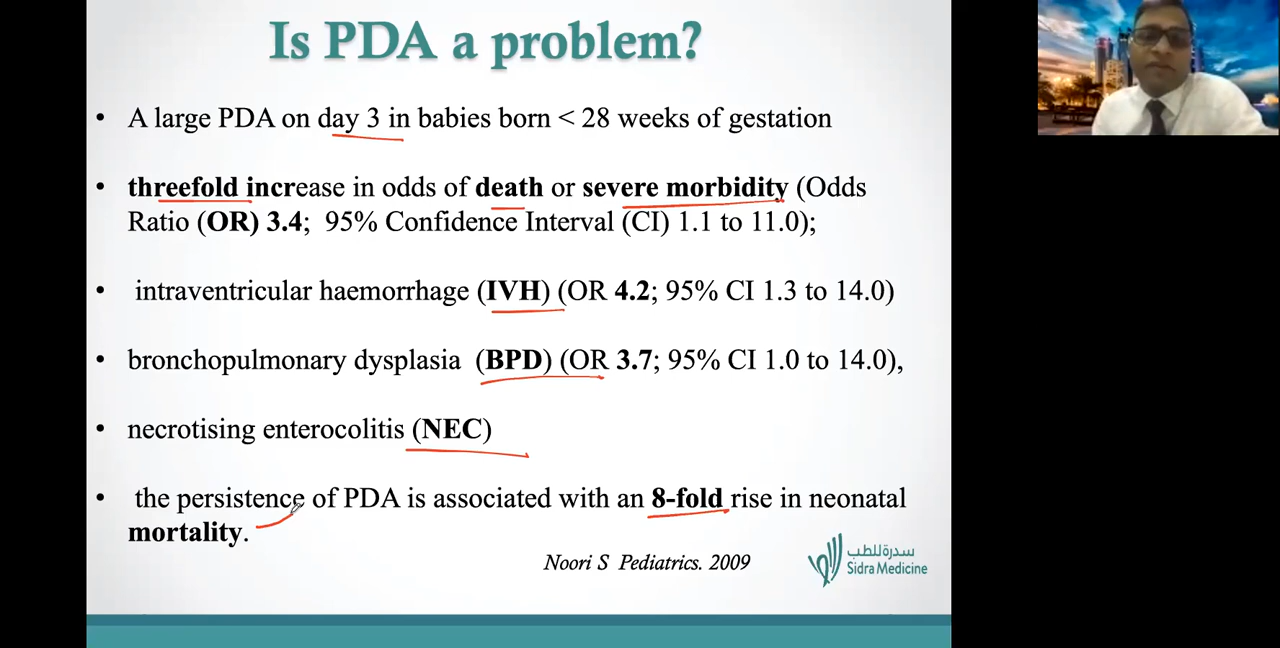 Is PDA a problem?
• A large PDA on day 3 in babies born < 28 weeks of gestation
• threefold increase in odds of death or severe morbidity (Odds
Ratio (OR) 3.4; 95% Confidence Interval (CI) 1.1 to 11.0);
• intraventricular haemorrhage (IVH) (OR 4.2; 95% CI 1.3 to 14.0)
• bronchopulmonary dysplasia (BPD) (OR 3.7; 95% CI 1.0 to 14.0),
• necrotising enterocolitis (NEC)
• the persistence of PDA is associated with an 8-fold rise in neonatal
mortality.
Noori S Pediatrics. 2009
سدرة للطب
Sidra Medicine